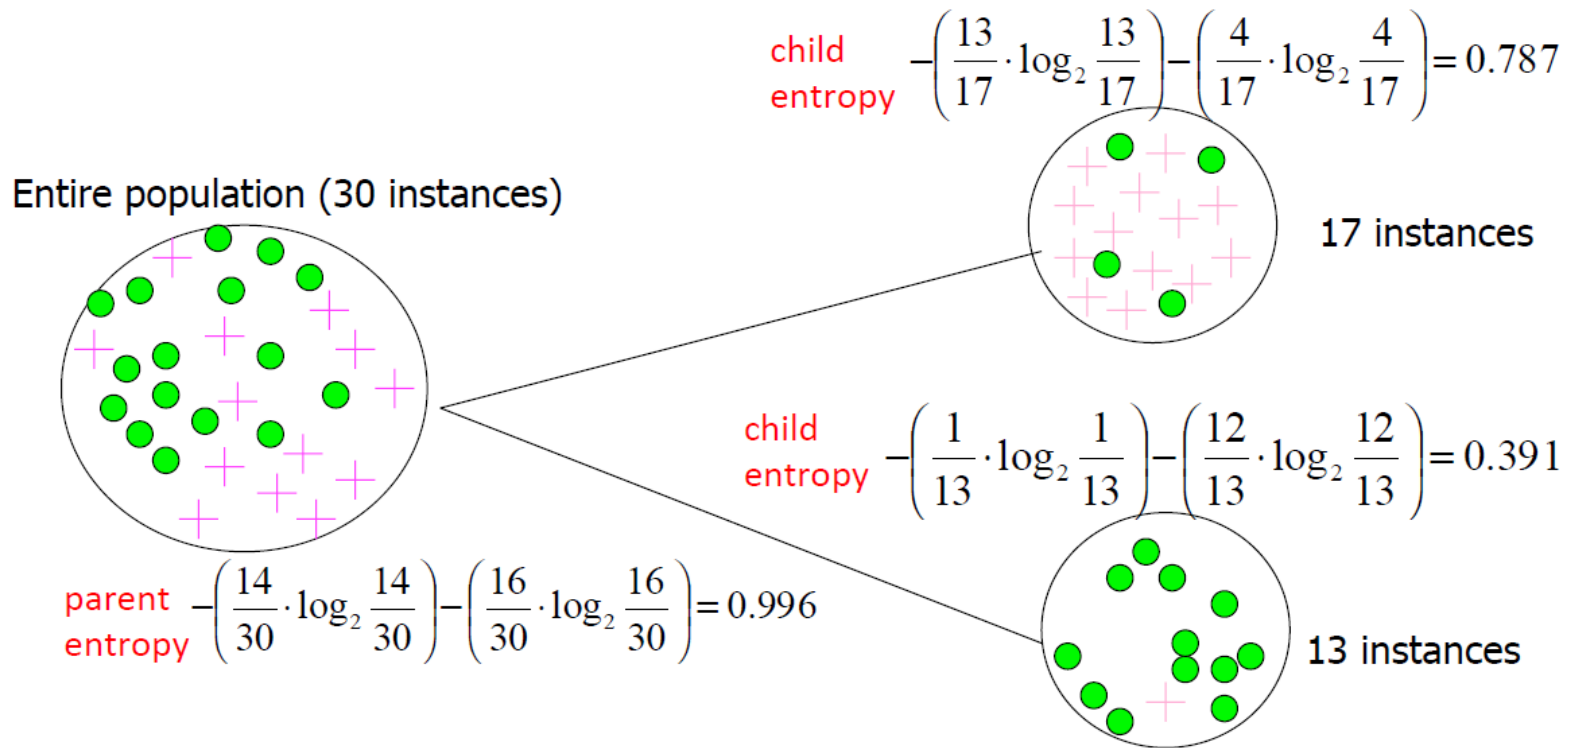 child
entropy
-(13/17 · log₂ 13/17) - (4/17 · log₂ 4/17) = 0.787
Entire population (30 instances)
17 instances
child
entropy
-(1/13 · log₂ 1/13) - (12/13 · log₂ 12/13) = 0.391
parent
entropy
-(14/30 · log₂ 14/30) - (16/30 · log₂ 16/30) = 0.996
13 instances